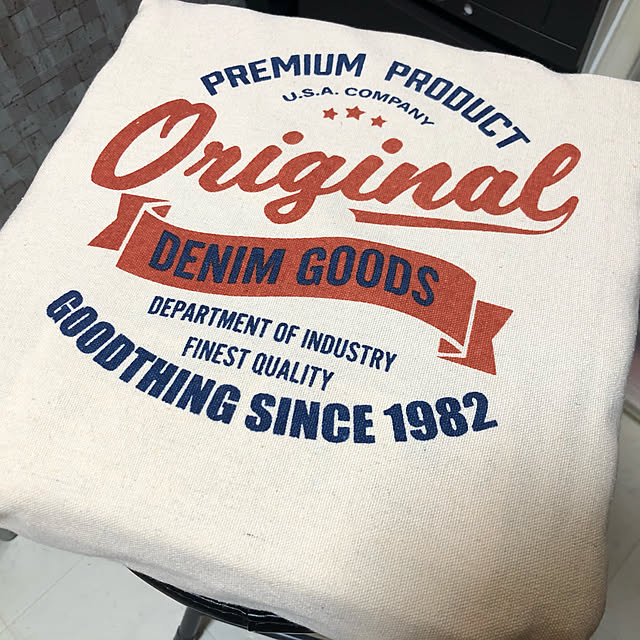 PREMIUM PRODUCT
U.S.A. COMPANY
Original
DENIM GOODS
DEPARTMENT OF INDUSTRY
FINEST QUALITY
GOODTHING SINCE 1982